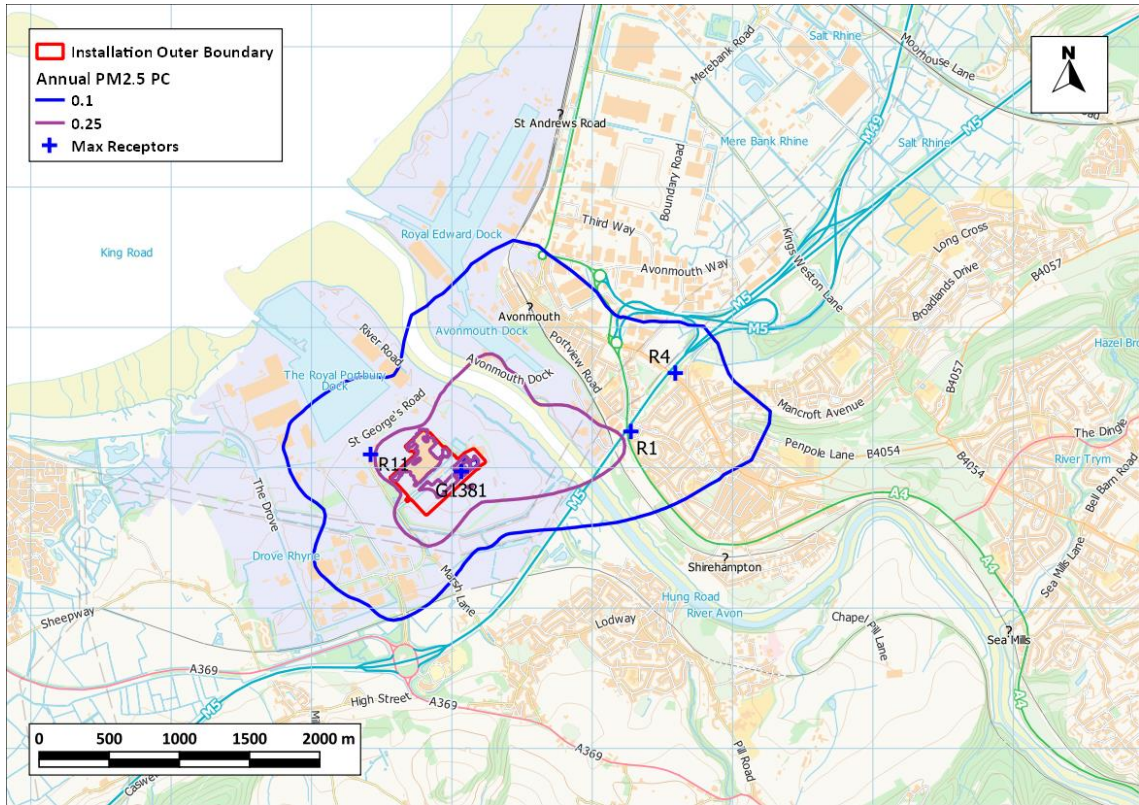 Installation Outer Boundary
Annual PM2.5 PC
0.1
0.25
Max Receptors
N
Salt Rhine
Moorhouse Lane
Merebank Road
St Andrews Road
?
Mere Bank Rhine
M49
M5
Salt Rhine
Boundary Road
Third Way
King Road
Royal Edward Dock
Long Cross
Kings Weston Lane
B4057
Avonmouth Way
Broadlands Drive
M5
?
Avonmouth
Avonmouth Dock
M5
River Road
Portview Road
Hazel Bro
Avonmouth Dock
R4
The Royal Portbury
Dock
B4057
Mancroft Avenue
St George's Road
The Dingle
R1
Penpole Lane
B4054
B4054
River Trym
R11
G1381
Bell Barn Road
The Drove
M5
A4
Drove Rhyne
?
Shirehampton
A4
Marsh Lane
Sea Mills Lane
Hung Road
River Avon
Sheepway
Lodway
Chapel Pill Lane
?
Sea Mills
A369
High Street
A369
A4
M5
Pill Road
A369
0 500 1000 1500 2000 m